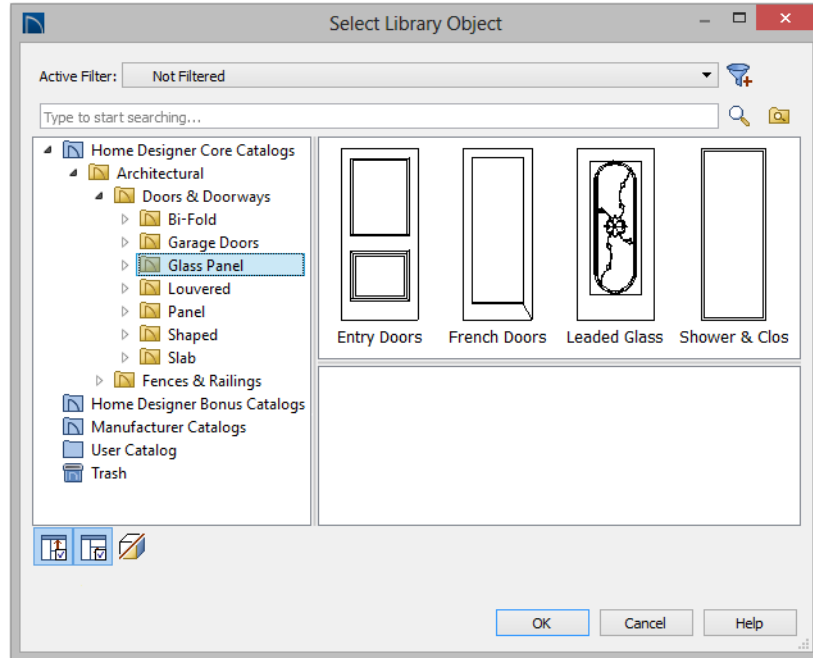 Select Library Object
Active Filter: Not Filtered
Type to start searching...
Home Designer Core Catalogs
Architectural
Doors & Doorways
Bi-Fold
Garage Doors
Glass Panel
Louvered
Panel
Shaped
Slab
Fences & Railings
Home Designer Bonus Catalogs
Manufacturer Catalogs
User Catalog
Trash
Entry Doors French Doors Leaded Glass Shower & Clos
OK Cancel Help